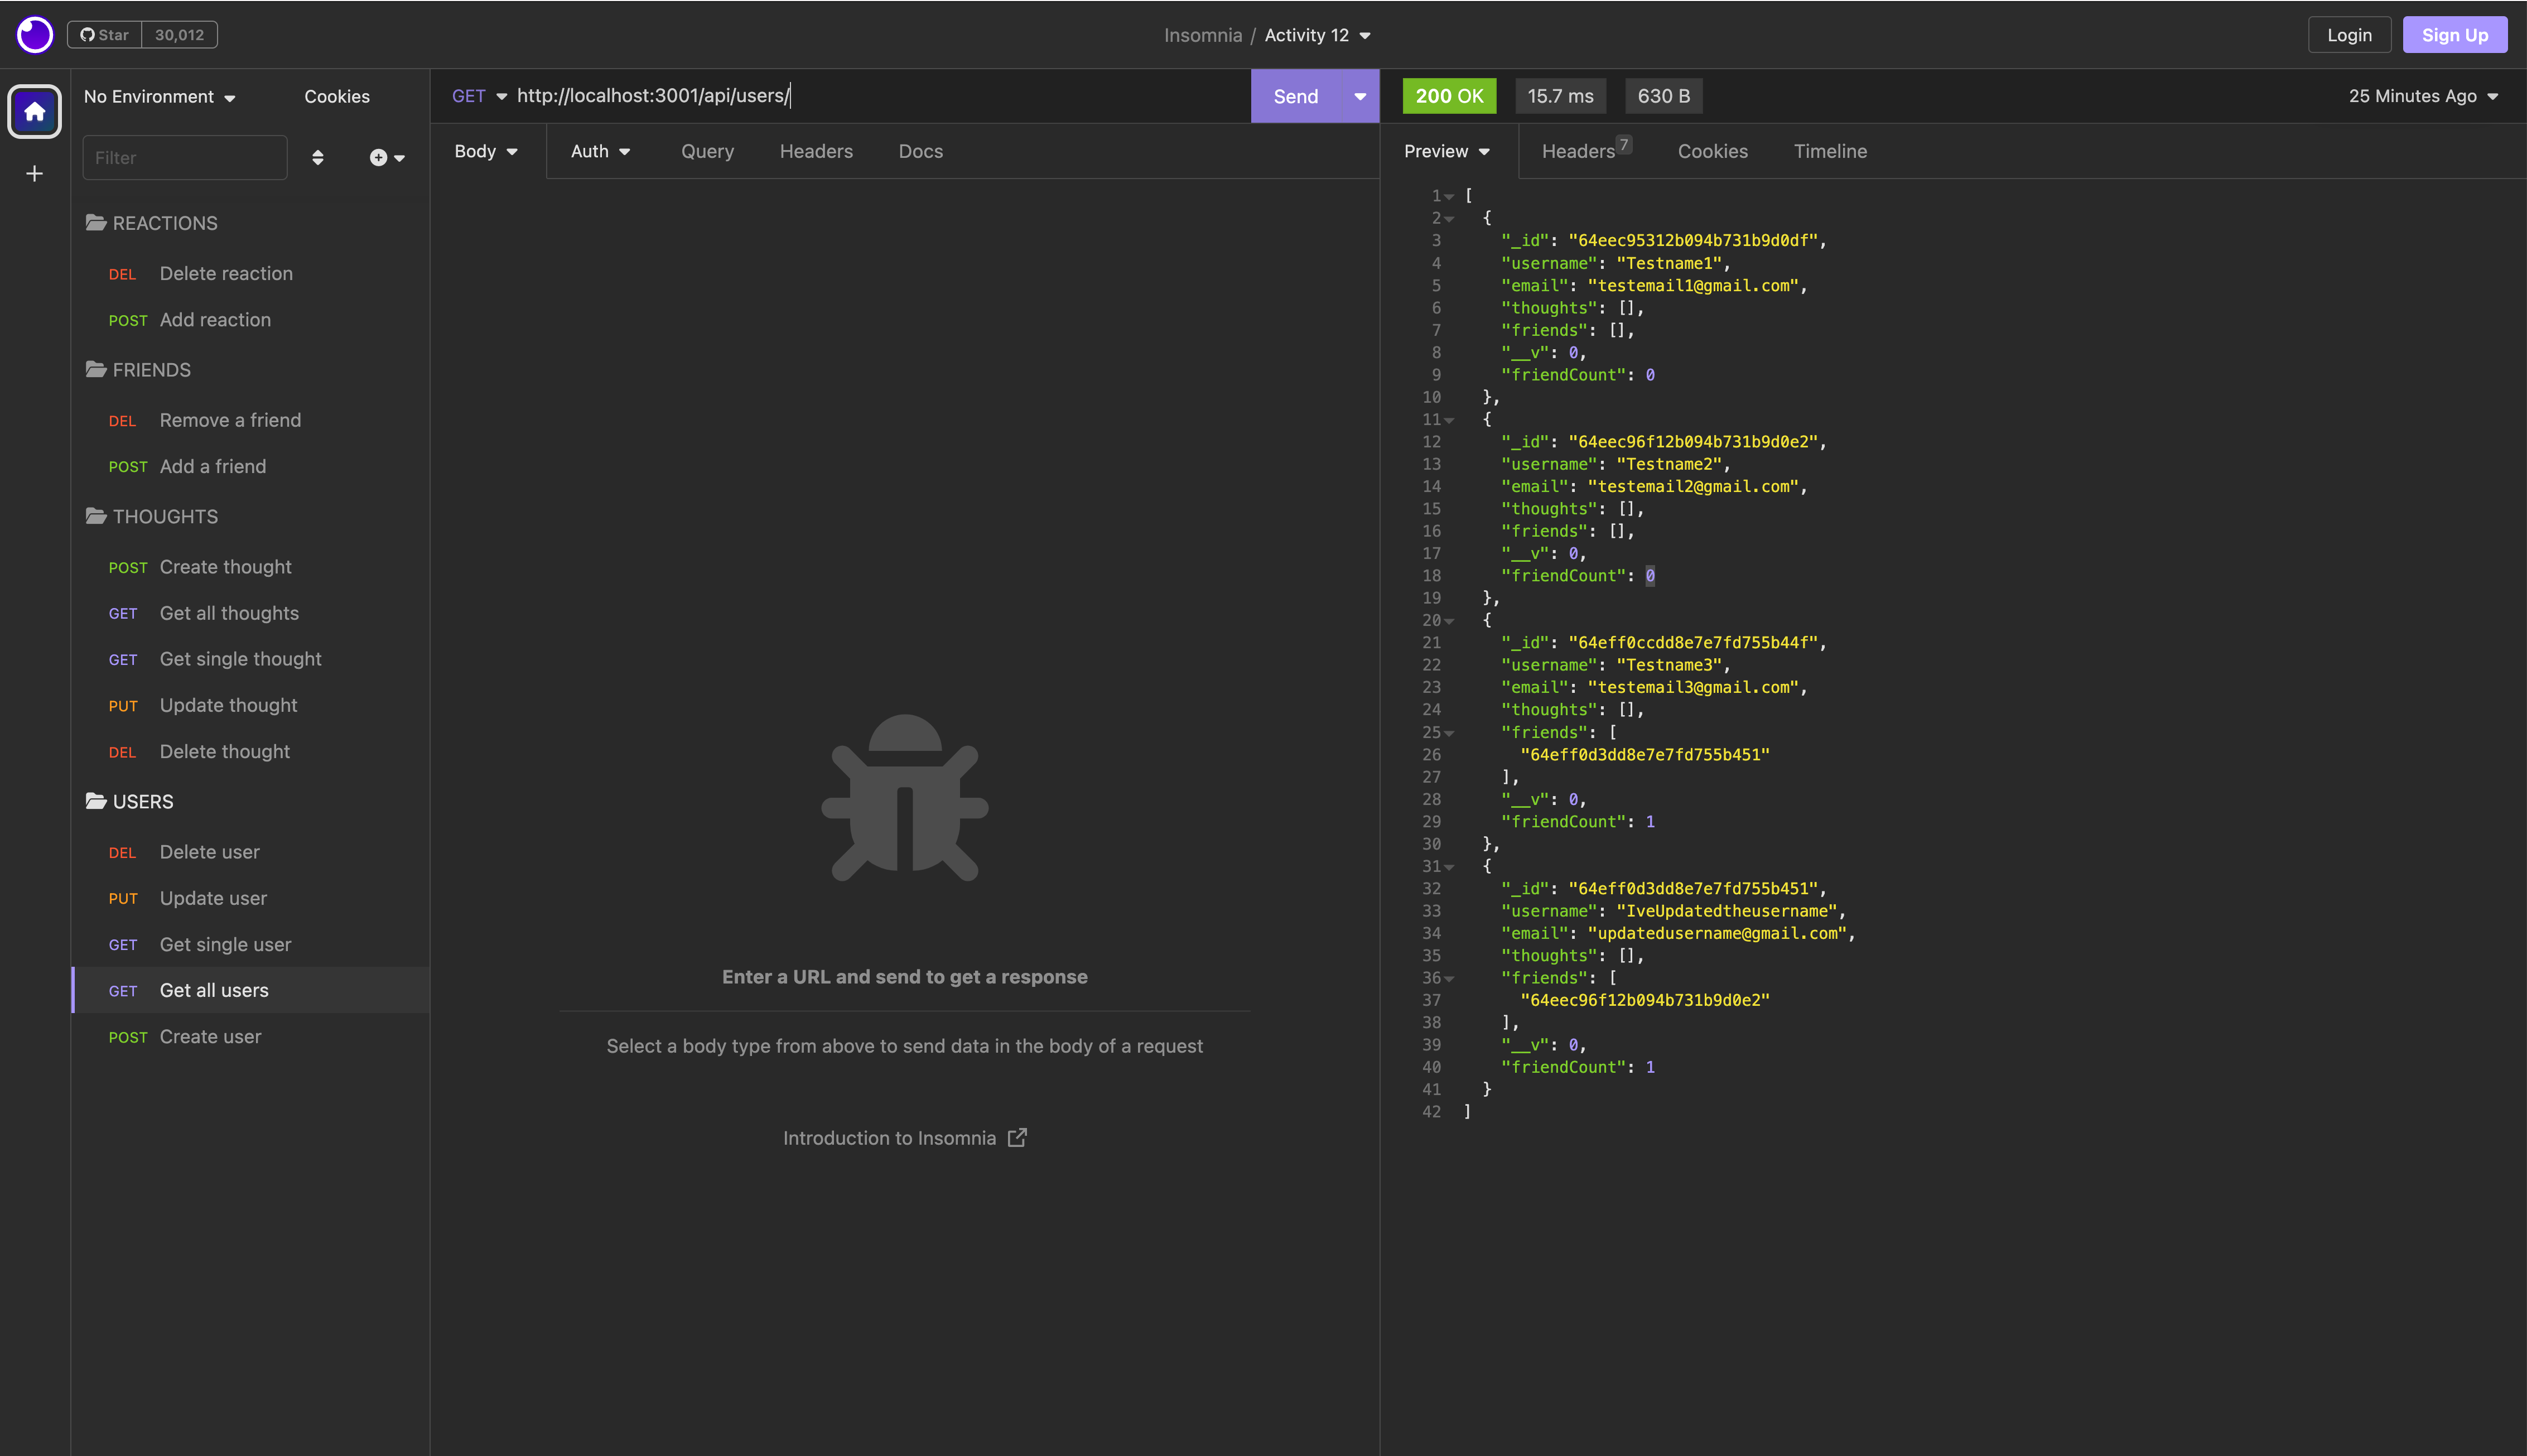 Star 30,012
Insomnia / Activity 12
Login
Sign Up
No Environment
Cookies
Filter
REACTIONS
DEL Delete reaction
POST Add reaction
FRIENDS
DEL Remove a friend
POST Add a friend
THOUGHTS
POST Create thought
GET Get all thoughts
GET Get single thought
PUT Update thought
DEL Delete thought
USERS
DEL Delete user
PUT Update user
GET Get single user
GET Get all users
POST Create user
GET http://localhost:3001/api/users/
Send
Body Auth Query Headers Docs
Enter a URL and send to get a response
Select a body type from above to send data in the body of a request
Introduction to Insomnia
200 OK 15.7 ms 630 B 25 Minutes Ago
Preview Headers 7 Cookies Timeline
1 [
2 {
3 "_id": "64eec95312b094b731b9d0df",
4 "username": "Testname1",
5 "email": "testemail1@gmail.com",
6 "thoughts": [],
7 "friends": [],
8 "__v": 0,
9 "friendCount": 0
10 },
11 {
12 "_id": "64eec96f12b094b731b9d0e2",
13 "username": "Testname2",
14 "email": "testemail2@gmail.com",
15 "thoughts": [],
16 "friends": [],
17 "__v": 0,
18 "friendCount": 0
19 },
20 {
21 "_id": "64eff0ccdd8e7e7fd755b44f",
22 "username": "Testname3",
23 "email": "testemail3@gmail.com",
24 "thoughts": [],
25 "friends": [
26 "64eff0d3dd8e7e7fd755b451"
27 ],
28 "__v": 0,
29 "friendCount": 1
30 },
31 {
32 "_id": "64eff0d3dd8e7e7fd755b451",
33 "username": "IveUpdatedtheusername",
34 "email": "updatedusername@gmail.com",
35 "thoughts": [],
36 "friends": [
37 "64eec96f12b094b731b9d0e2"
38 ],
39 "__v": 0,
40 "friendCount": 1
41 }
42 ]